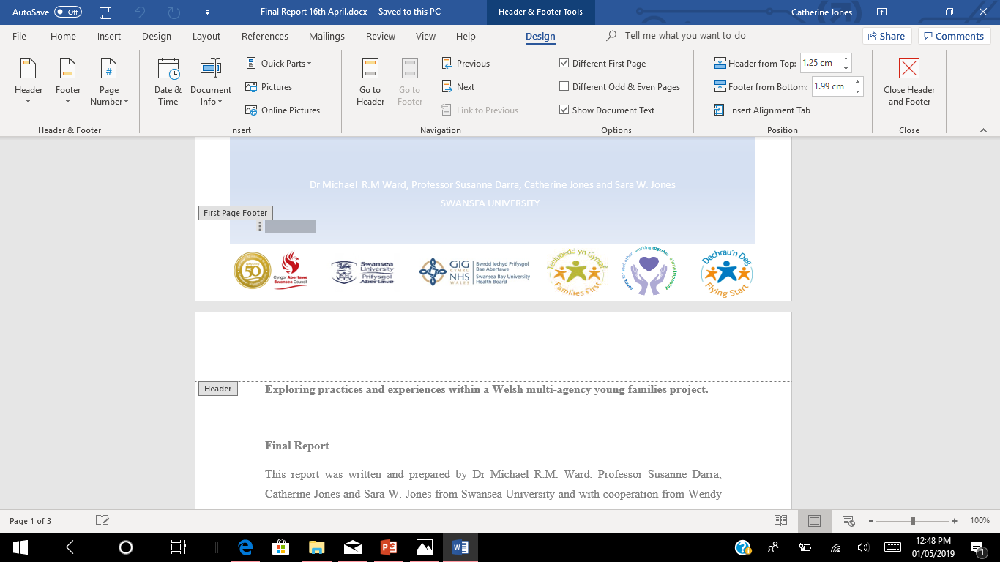 AutoSave Off
Final Report 16th April.docx - Saved to this PC
Header & Footer Tools
Catherine Jones
File Home Insert Design Layout References Mailings Review View Help Design Tell me what you want to do Share Comments
Header
Footer
Page Number
Header & Footer
Date & Time
Document Info
Quick Parts
Pictures
Online Pictures
Insert
Go to Header
Go to Footer
Previous
Next
Link to Previous
Navigation
Different First Page
Different Odd & Even Pages
Show Document Text
Options
Header from Top: 1.25 cm
Footer from Bottom: 1.99 cm
Insert Alignment Tab
Position
Close Header and Footer
Close
Dr Michael R.M Ward, Professor Susanne Darra, Catherine Jones and Sara W. Jones
SWANSEA UNIVERSITY
First Page Footer
50
Cyngor Abertawe
Swansea Council
Swansea
University
Prifysgol
Abertawe
GIG
CYMRU
NHS
WALES
Bwrdd Iechyd Prifysgol
Bae Abertawe
Swansea Bay University
Health Board
Teuluoedd yn Gyntaf
Families First
caring for each other working together always improving
Dechrau'n Deg
Flying Start
Header
Exploring practices and experiences within a Welsh multi-agency young families project.
Final Report
This report was written and prepared by Dr Michael R.M. Ward, Professor Susanne Darra,
Catherine Jones and Sara W. Jones from Swansea University and with cooperation from Wendy
Page 1 of 3
100%
12:48 PM
01/05/2019
1